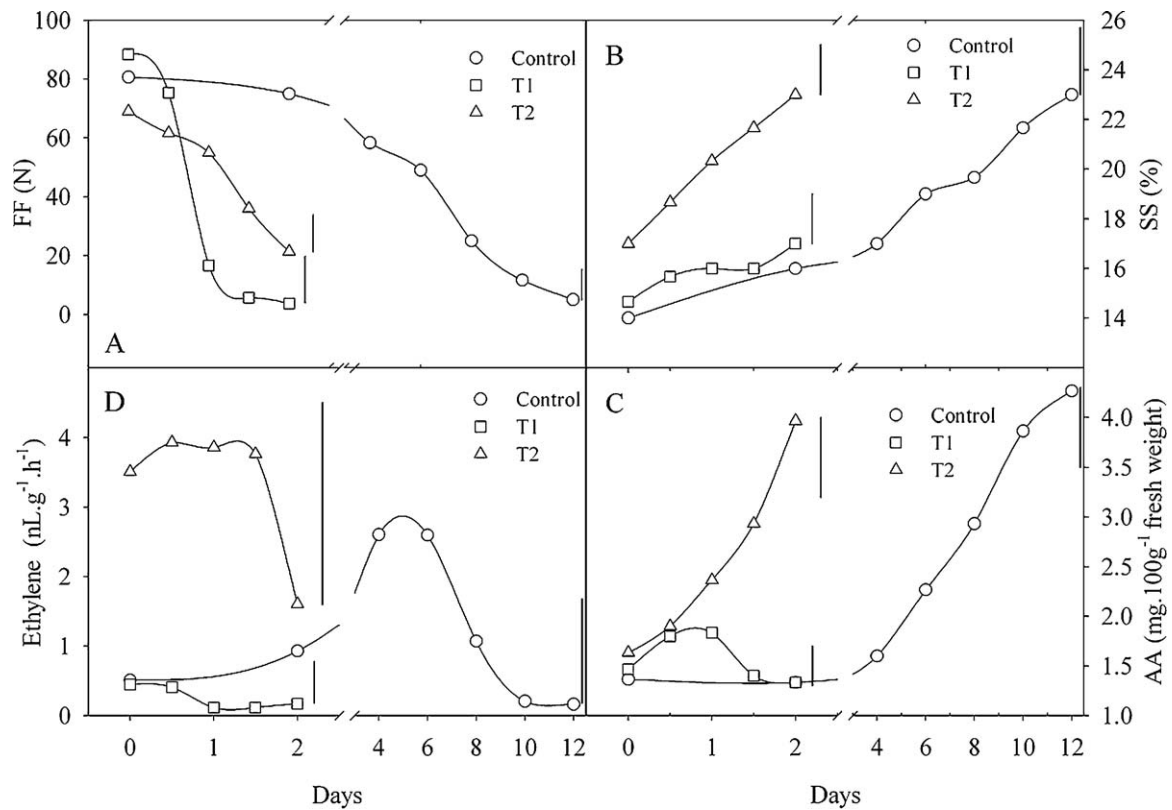 100
80
60
40
20
0
FF (N)
A
Control
T1
T2
B
Control
T1
T2
26
24
22
20
18
16
14
SS (%)
D
Control
T1
T2
4
3
2
1
0
Ethylene (nL.g⁻¹.h⁻¹)
0 1 2 4 6 8 10 12
Days
C
Control
T1
T2
4.0
3.5
3.0
2.5
2.0
1.5
1.0
AA (mg.100g⁻¹ fresh weight)
0 1 2 4 6 8 10 12
Days